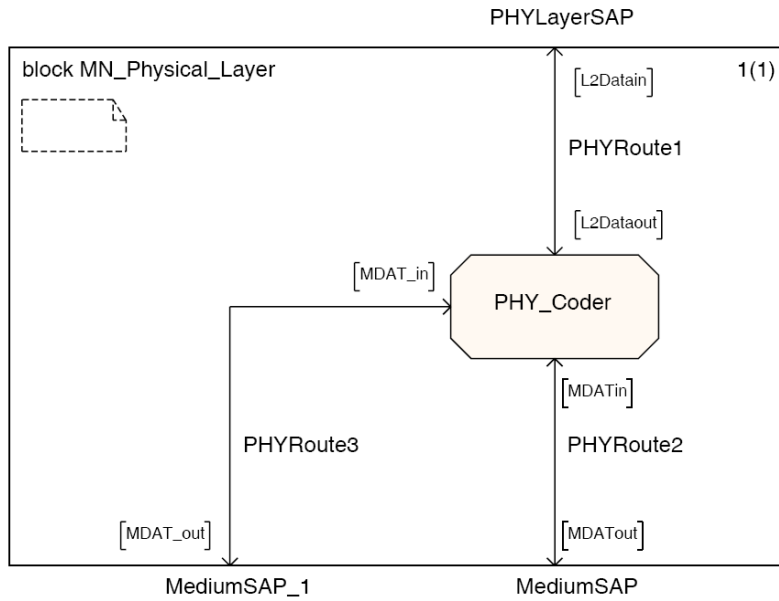 PHYLayerSAP
block MN_Physical_Layer
1(1)
[L2Datain]
PHYRoute1
[L2Dataout]
[MDAT_in]
PHY_Coder
[MDATin]
PHYRoute3
PHYRoute2
[MDAT_out]
[MDATout]
MediumSAP_1
MediumSAP